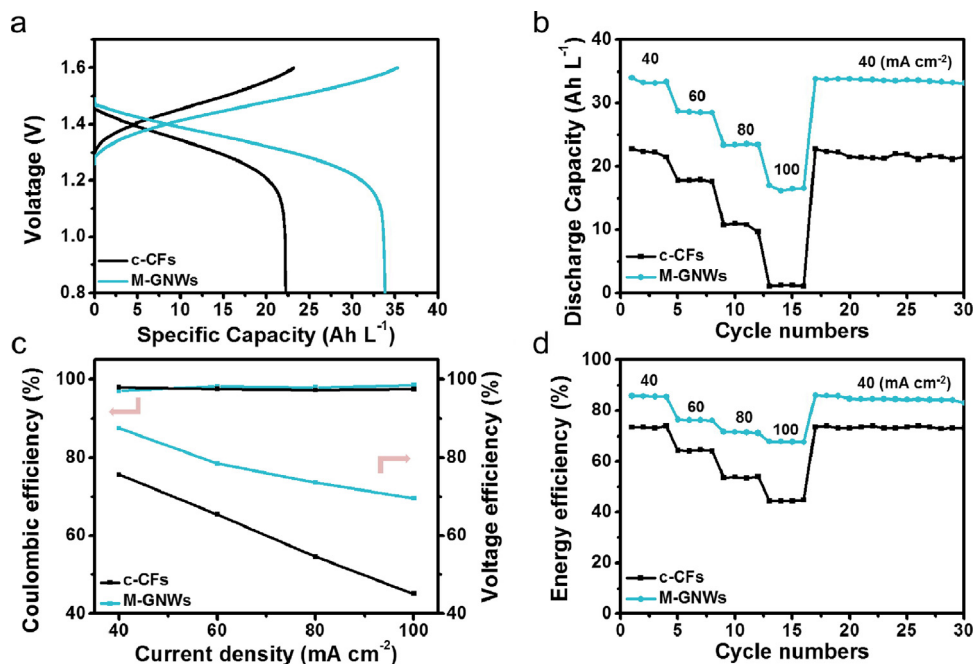 a
Volatage (V)
1.6
1.4
1.2
1.0
0.8
0 5 10 15 20 25 30 35 40
Specific Capacity (Ah L⁻¹)
c-CFs
M-GNWs
b
Discharge Capacity (Ah L⁻¹)
40
30
20
10
0
0 5 10 15 20 25 30
Cycle numbers
40
60
80
100
40 (mA cm⁻²)
c-CFs
M-GNWs
c
Coulombic efficiency (%)
100
90
80
70
60
50
40
40 60 80 100
Current density (mA cm⁻²)
Voltage efficiency (%)
100
80
60
40
c-CFs
M-GNWs
d
Energy efficiency (%)
100
80
60
40
20
0
0 5 10 15 20 25 30
Cycle numbers
40
60
80
100
40 (mA cm⁻²)
c-CFs
M-GNWs